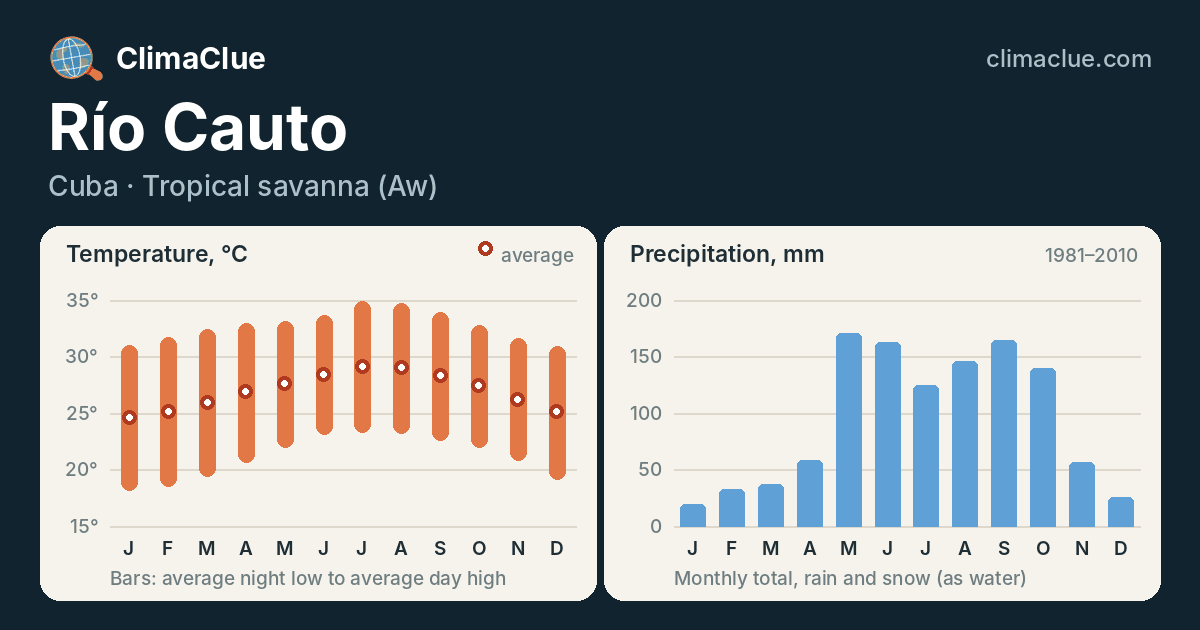 ClimaClue
climaclue.com
Río Cauto
Cuba · Tropical savanna (Aw)
Temperature, °C
average
35°
30°
25°
20°
15°
J F M A M J J A S O N D
Bars: average night low to average day high
Precipitation, mm
1981–2010
200
150
100
50
0
J F M A M J J A S O N D
Monthly total, rain and snow (as water)